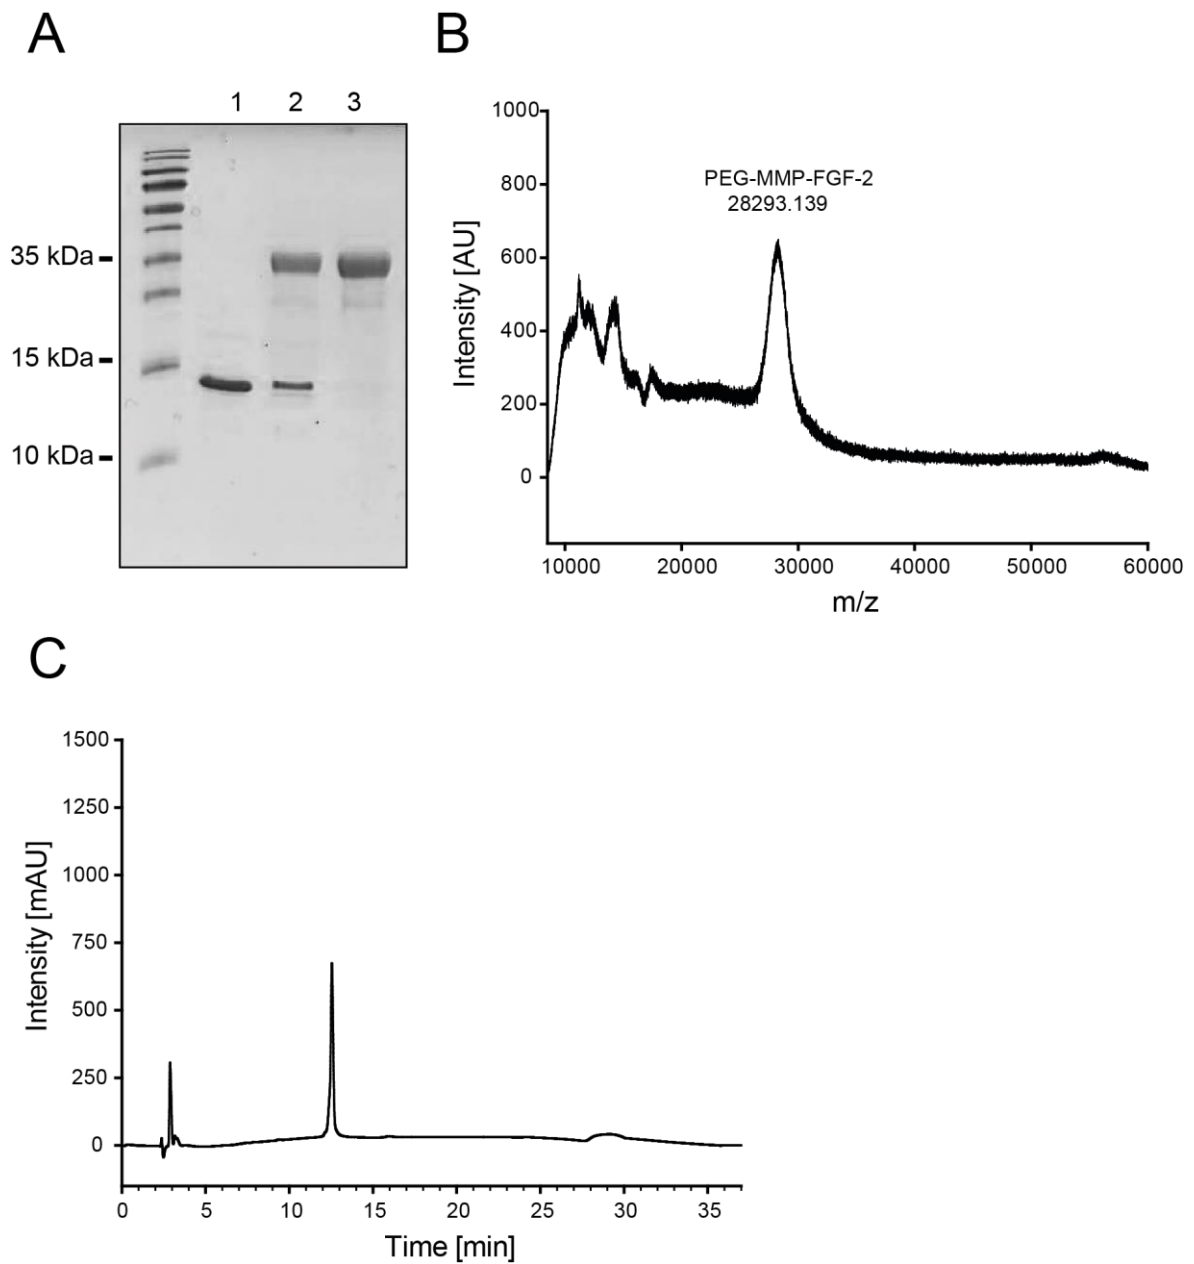 A
1 2 3
35 kDa
15 kDa
10 kDa
B
1000
800
600
400
200
0
Intensity [AU]
PEG-MMP-FGF-2
28293.139
10000 20000 30000 40000 50000 60000
m/z
C
1500
1250
1000
750
500
250
0
Intensity [mAU]
0 5 10 15 20 25 30 35
Time [min]